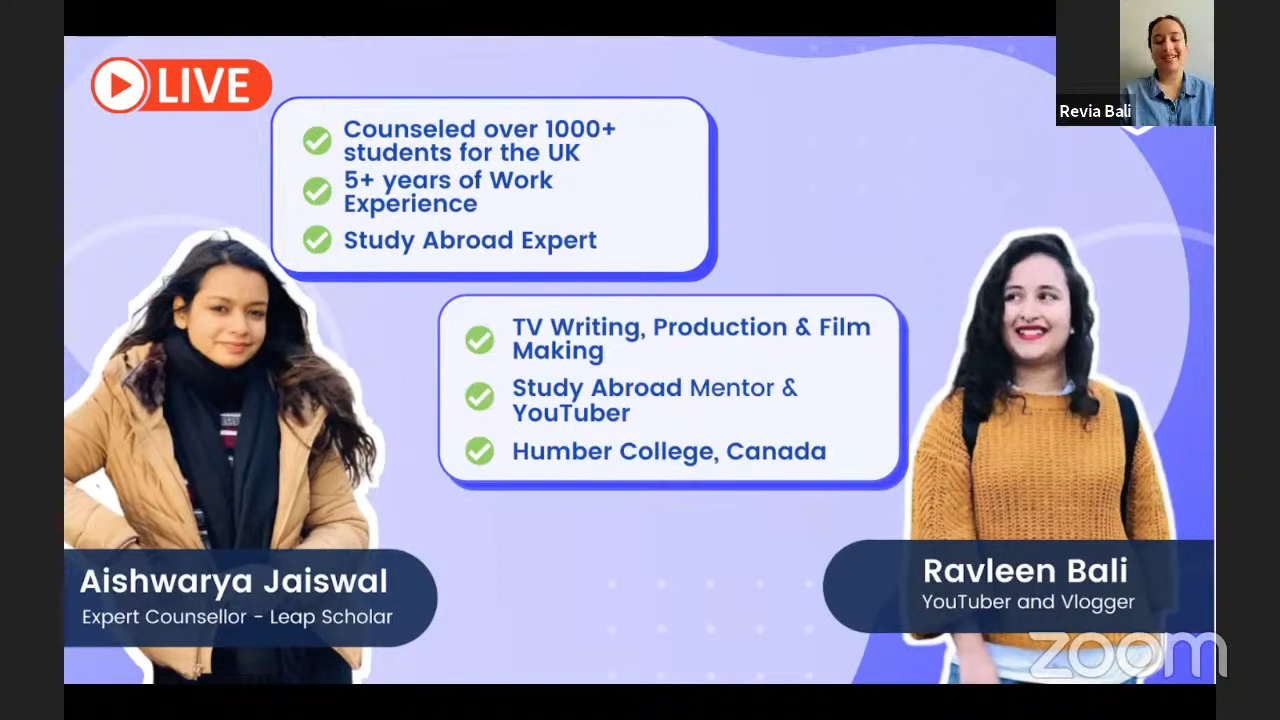 LIVE
Counseled over 1000+
students for the UK
5+ years of Work
Experience
Study Abroad Expert
Revia Bali
TV Writing, Production & Film
Making
Study Abroad Mentor &
YouTuber
Humber College, Canada
Aishwarya Jaiswal
Expert Counsellor - Leap Scholar
Ravleen Bali
YouTuber and Vlogger
zoom